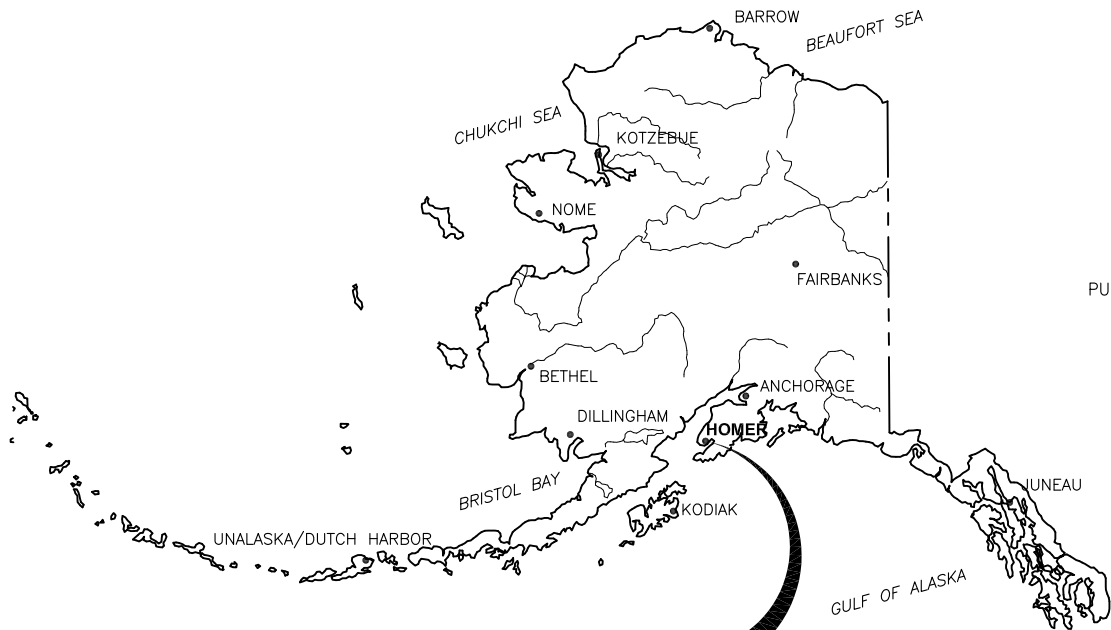 BARROW
BEAUFORT SEA
CHUKCHI SEA
KOTZEBUE
NOME
FAIRBANKS
PU
BETHEL
ANCHORAGE
DILLINGHAM
HOMER
BRISTOL BAY
JUNEAU
KODIAK
UNALASKA/DUTCH HARBOR
GULF OF ALASKA